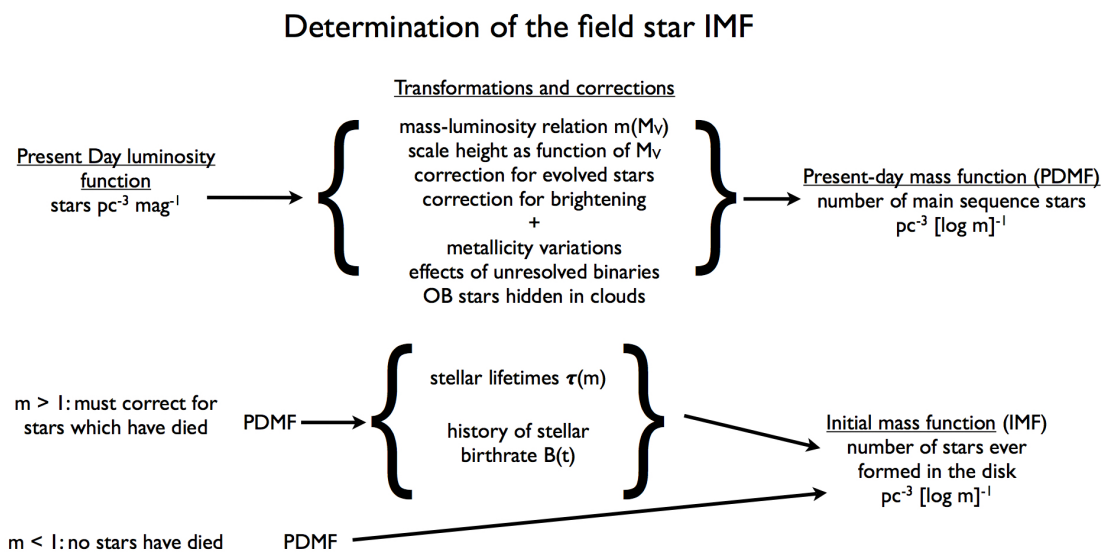 Determination of the field star IMF
Present Day luminosity
function
stars pc⁻³ mag⁻¹
Transformations and corrections
mass-luminosity relation m(Mᵥ)
scale height as function of Mᵥ
correction for evolved stars
correction for brightening
+
metallicity variations
effects of unresolved binaries
OB stars hidden in clouds
Present-day mass function (PDMF)
number of main sequence stars
pc⁻³ [log m]⁻¹
m > 1: must correct for
stars which have died
PDMF
stellar lifetimes τ(m)
history of stellar
birthrate B(t)
Initial mass function (IMF)
number of stars ever
formed in the disk
pc⁻³ [log m]⁻¹
m < 1: no stars have died
PDMF